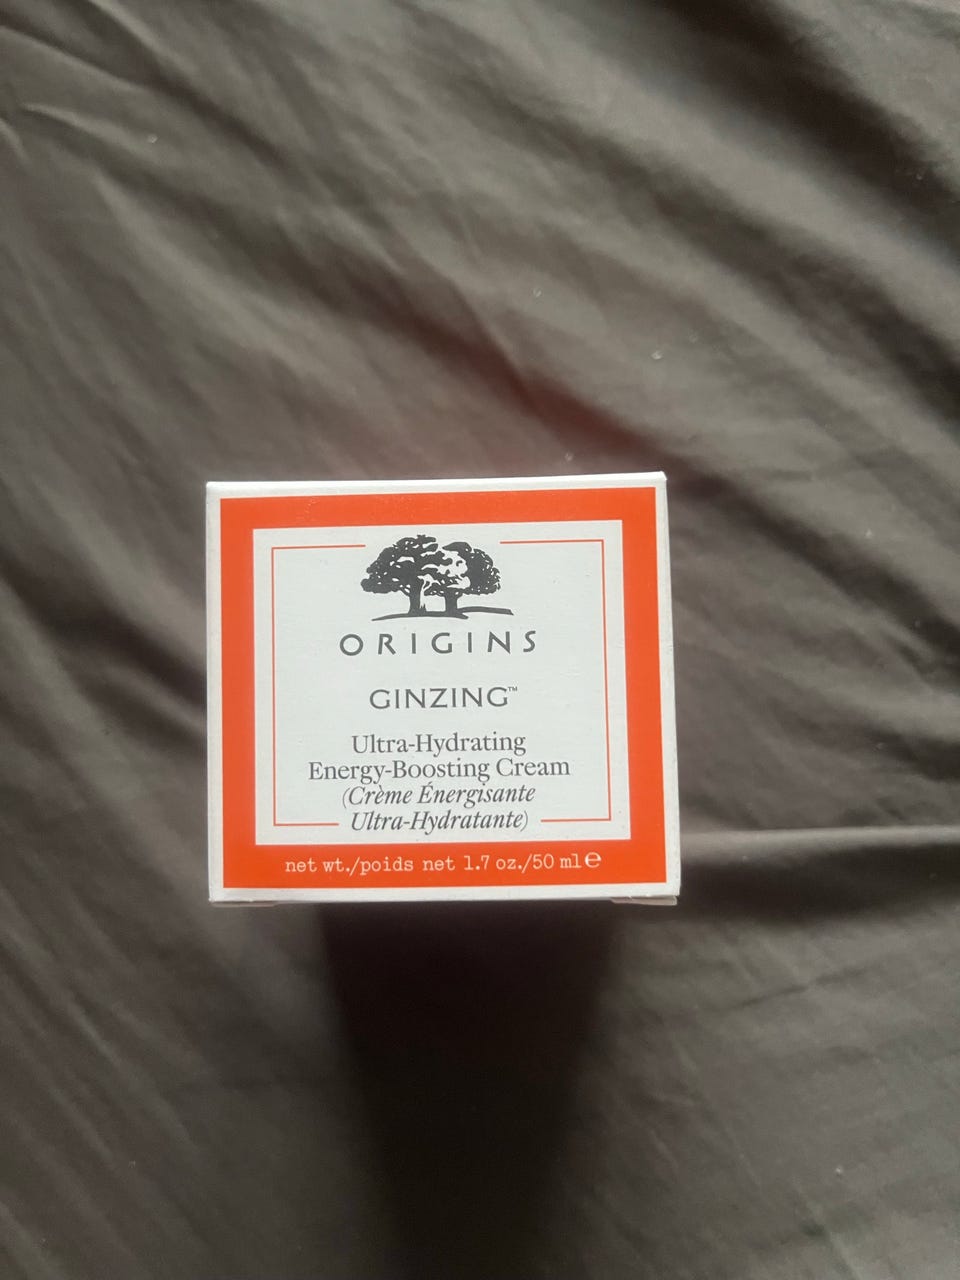 ORIGINS
GINZING™
Ultra-Hydrating
Energy-Boosting Cream
(Crème Énergisante
Ultra-Hydratante)
net wt./poids net 1.7 oz./50 ml℮